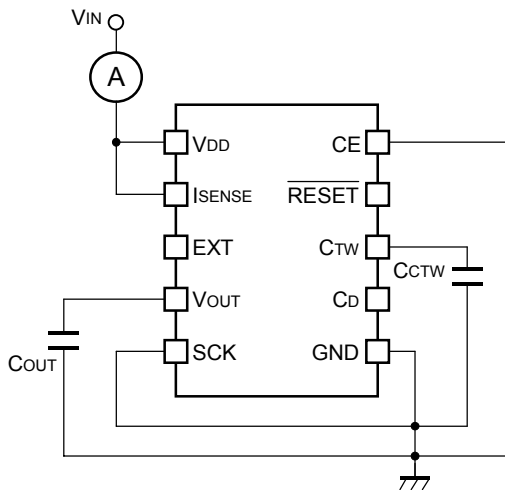 VIN
A
VDD
CE
ISENSE
RESET
EXT
CTW
CCTW
VOUT
CD
COUT
SCK
GND